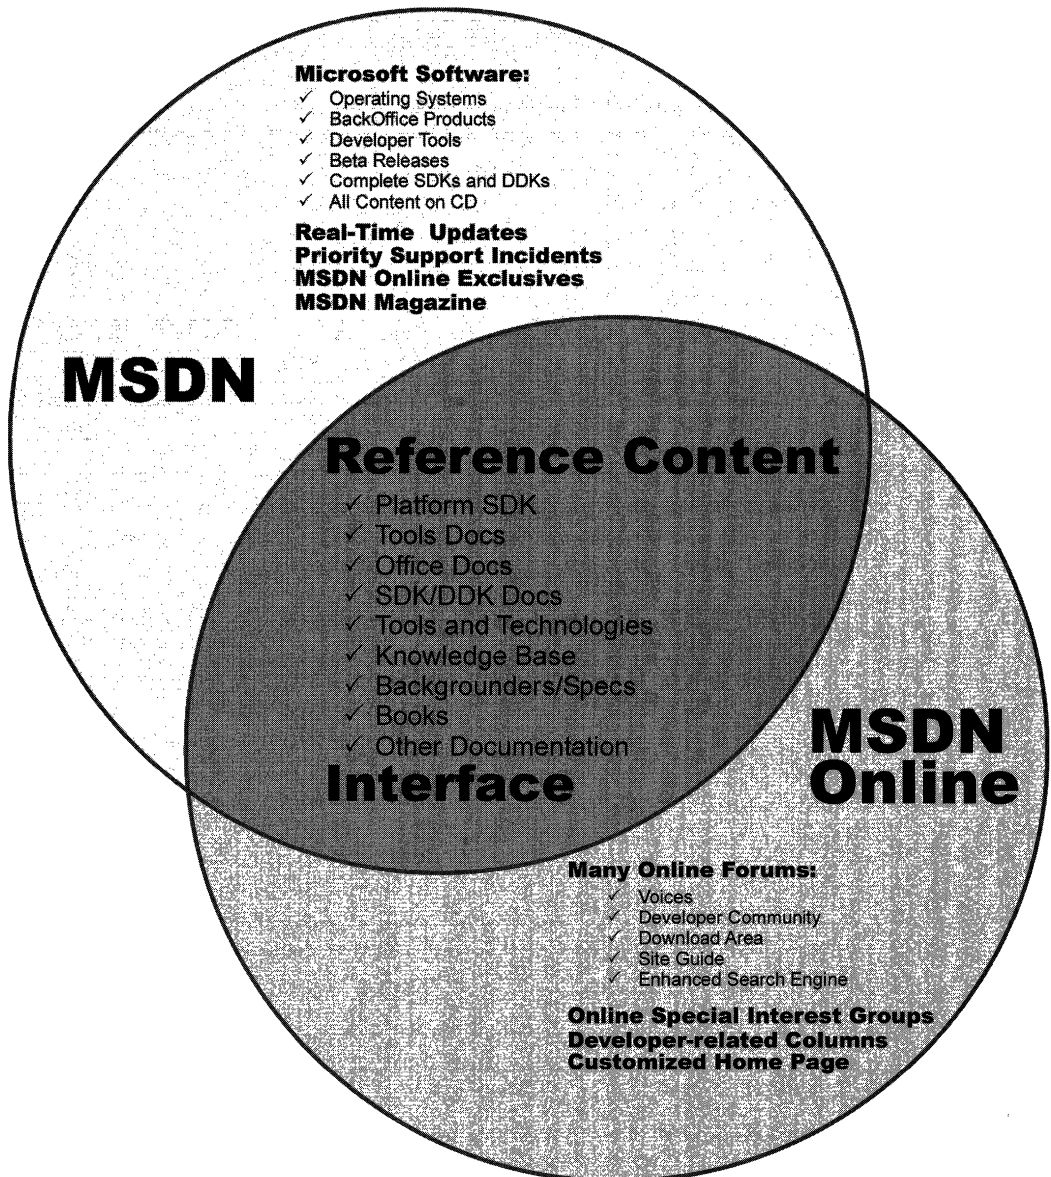 Microsoft Software:
✓ Operating Systems
✓ BackOffice Products
✓ Developer Tools
✓ Beta Releases
✓ Complete SDKs and DDKs
✓ All Content on CD
Real-Time Updates
Priority Support Incidents
MSDN Online Exclusives
MSDN Magazine
MSDN
Reference Content
✓ Platform SDK
✓ Tools Docs
✓ Office Docs
✓ SDK/DDK Docs
✓ Tools and Technologies
✓ Knowledge Base
✓ Backgrounders/Specs
✓ Books
✓ Other Documentation
Interface
MSDN
Online
Many Online Forums:
✓ Voices
✓ Developer Community
✓ Download Area
✓ Site Guide
✓ Enhanced Search Engine
Online Special Interest Groups
Developer-related Columns
Customized Home Page